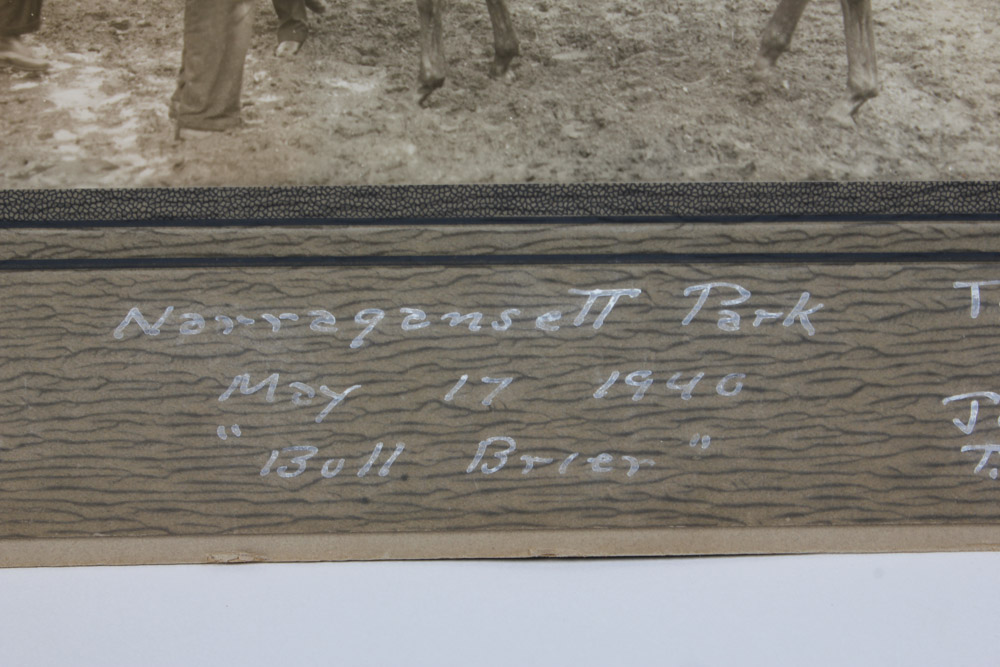 Narragansett Park
May 17 1940
"Bull Brier"